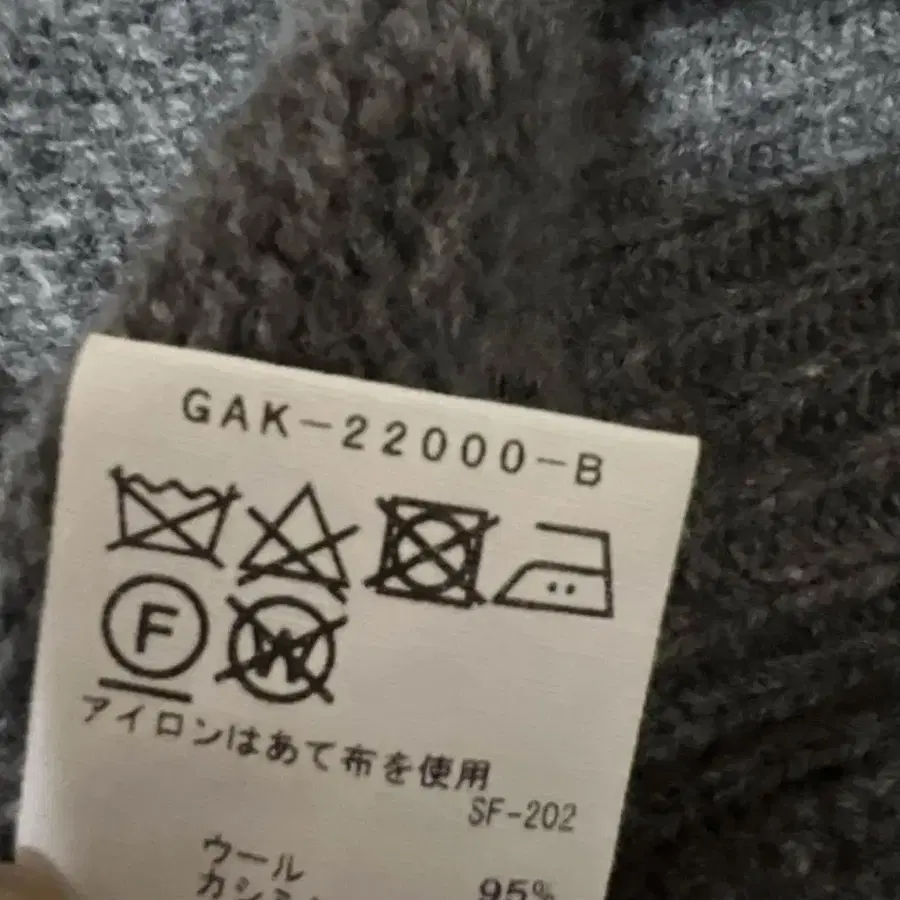 GAK-22000-B
F
W
アイロンはあて布を使用
SF-202
ウール 95%